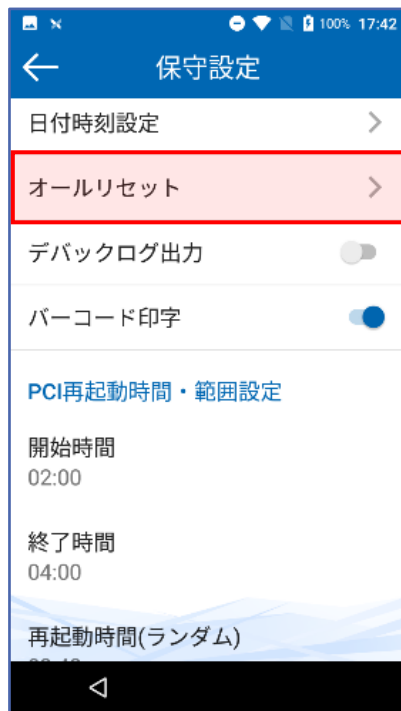 100% 17:42
保守設定
日付時刻設定
オールリセット
デバックログ出力
バーコード印字
PCI再起動時間・範囲設定
開始時間
02:00
終了時間
04:00
再起動時間(ランダム)